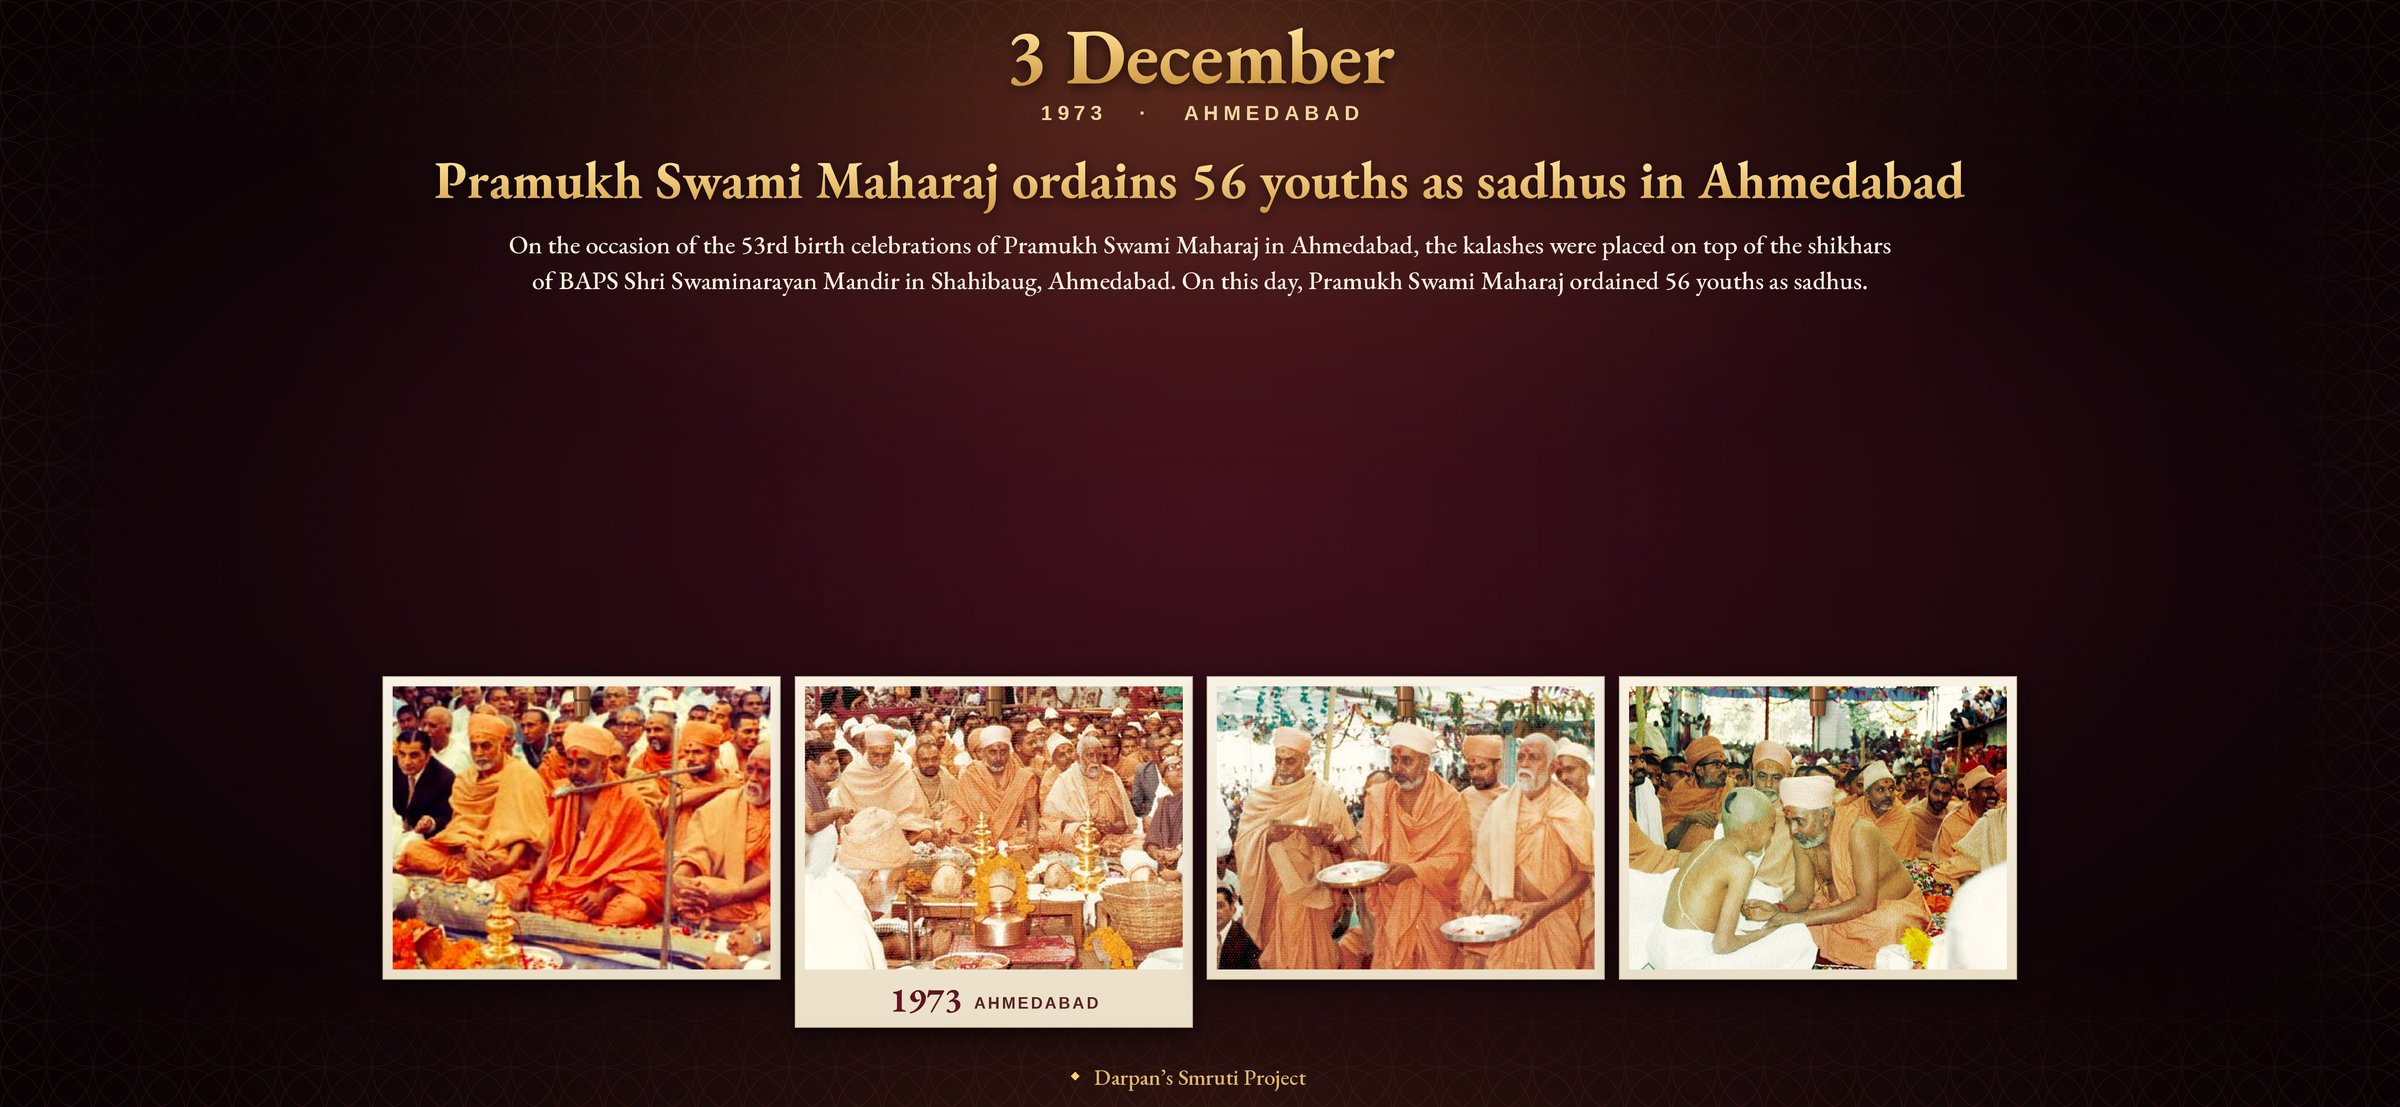 3 December
1973 · AHMEDABAD
Pramukh Swami Maharaj ordains 56 youths as sadhus in Ahmedabad
On the occasion of the 53rd birth celebrations of Pramukh Swami Maharaj in Ahmedabad, the kalashes were placed on top of the shikhars
of BAPS Shri Swaminarayan Mandir in Shahibaug, Ahmedabad. On this day, Pramukh Swami Maharaj ordained 56 youths as sadhus.
1973 AHMEDABAD
Darpan’s Smruti Project